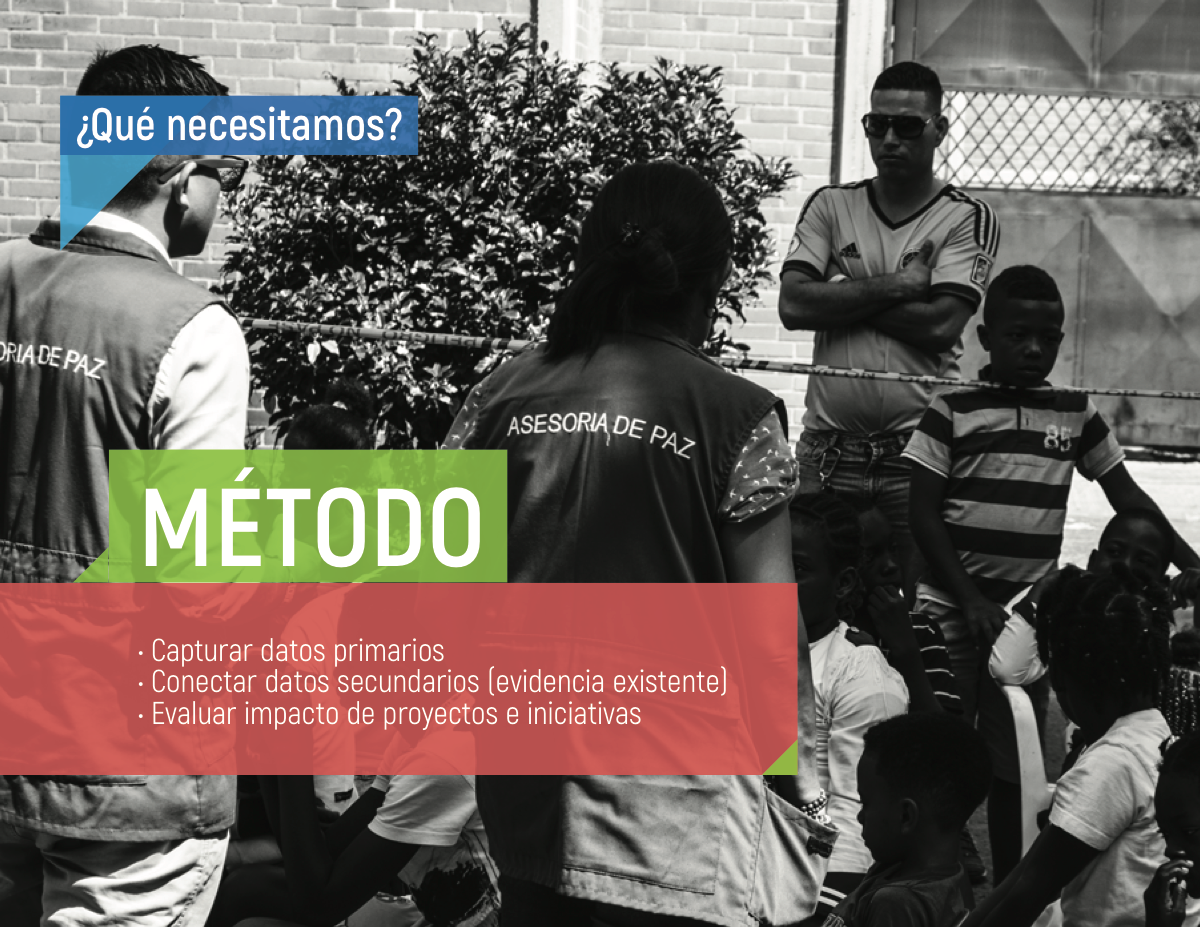 ¿Qué necesitamos?
ORIA DE PAZ
ASESORIA DE PAZ
85
MÉTODO
· Capturar datos primarios
· Conectar datos secundarios (evidencia existente)
· Evaluar impacto de proyectos e iniciativas